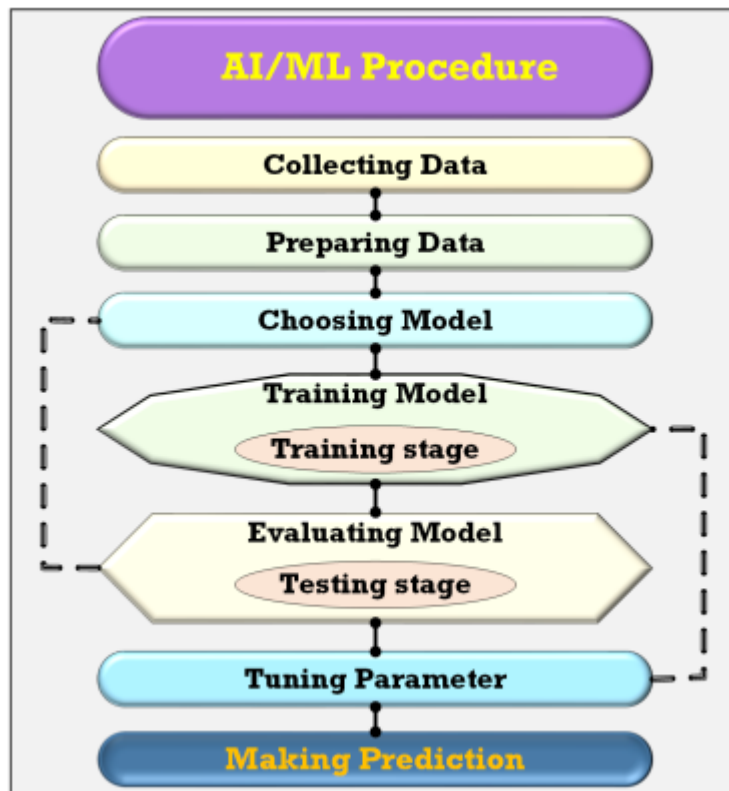 AI/ML Procedure
Collecting Data
Preparing Data
Choosing Model
Training Model
Training stage
Evaluating Model
Testing stage
Tuning Parameter
Making Prediction